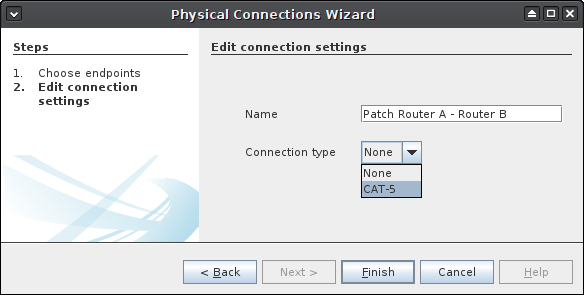 Physical Connections Wizard
Steps
1. Choose endpoints
2. Edit connection
settings
Edit connection settings
Name Patch Router A - Router B
Connection type None
None
CAT-5
< Back Next > Finish Cancel Help